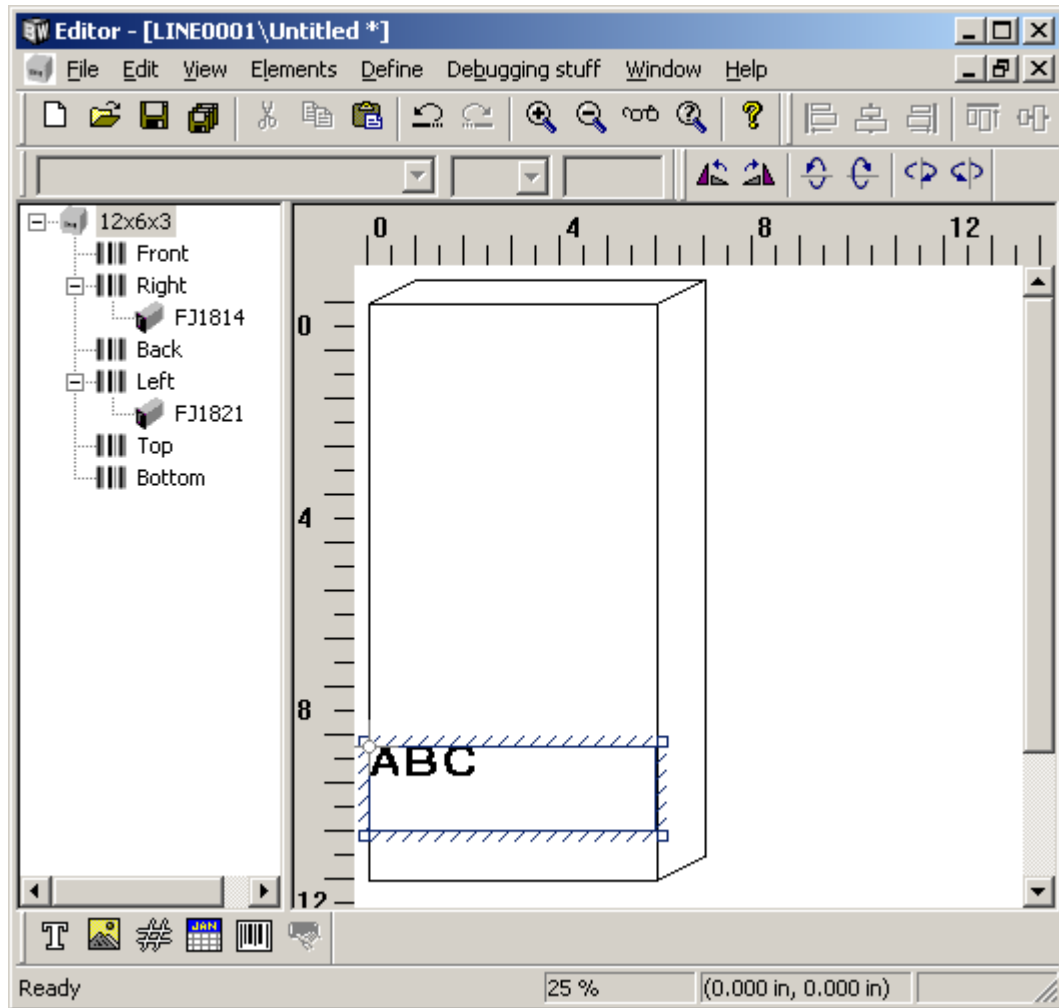 BW Editor - [LINE0001\Untitled *]
File Edit View Elements Define Debugging stuff Window Help
12x6x3
Front
Right
FJ1814
Back
Left
FJ1821
Top
Bottom
0 4 8 12
0
4
8
12
ABC
T JAN
Ready 25 % (0.000 in, 0.000 in)